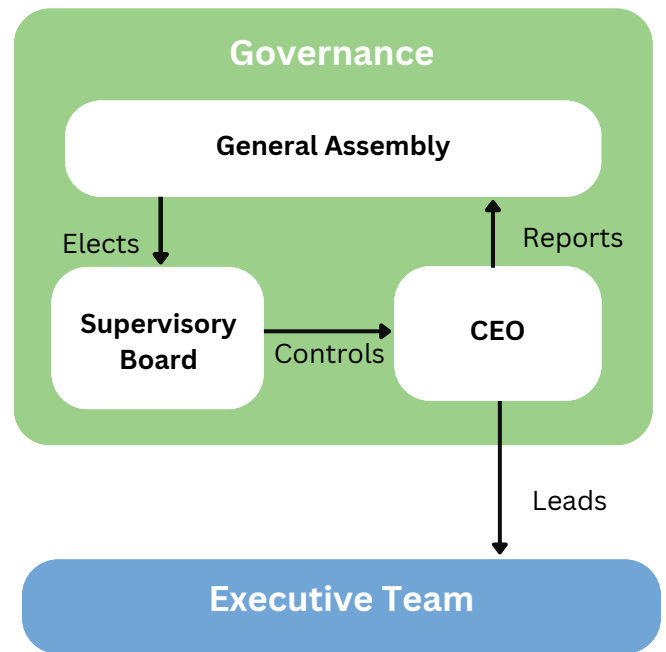 Governance
General Assembly
Elects
Reports
Supervisory
Board
Controls
CEO
Leads
Executive Team